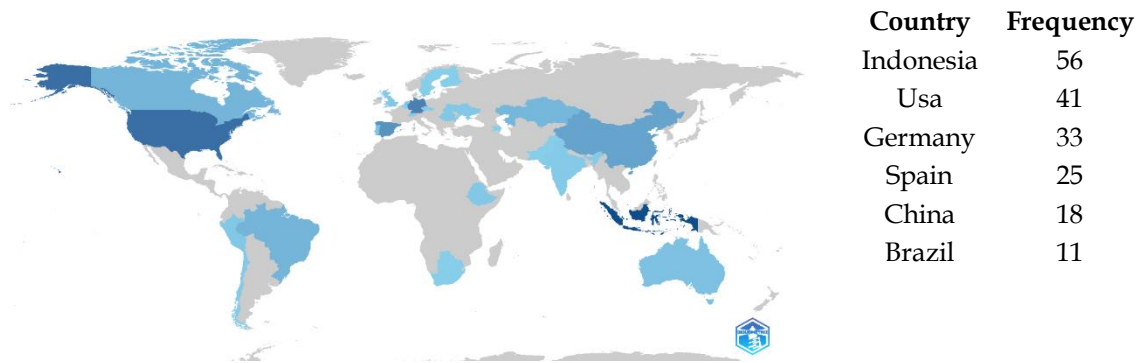 Country Frequency
Indonesia 56
Usa 41
Germany 33
Spain 25
China 18
Brazil 11